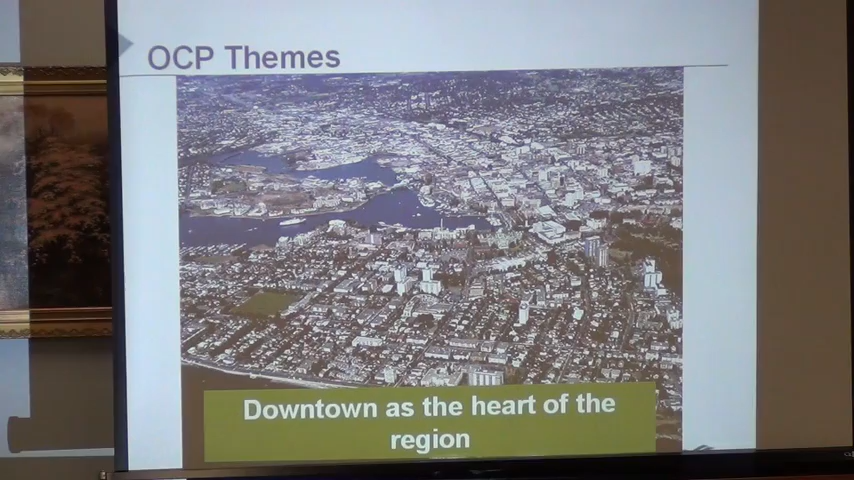 OCP Themes
Downtown as the heart of the
region